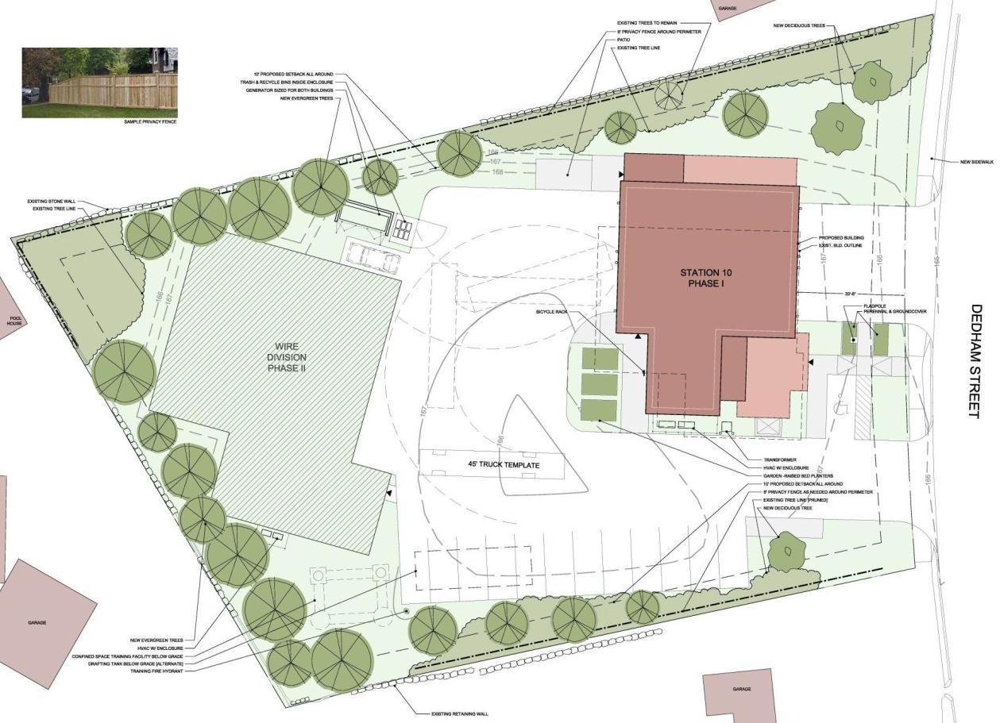 GARAGE
EXISTING TREES TO REMAIN
6' PRIVACY FENCE AROUND PERIMETER
PATIO
EXISTING TREE LINE
NEW DECIDUOUS TREES
10' PROPOSED SETBACK ALL AROUND
TRASH & RECYCLE BINS INSIDE ENCLOSURE
GENERATOR SIZED FOR BOTH BUILDINGS
NEW EVERGREEN TREES
SAMPLE PRIVACY FENCE
166
167
168
NEW SIDEWALK
EXISTING STONE WALL
EXISTING TREE LINE
PROPOSED BUILDING
EXIST. BLD. OUTLINE
167
166
165
STATION 10
PHASE I
33'-8"
166
167
FLAGPOLE
PERENNIAL & GROUNDCOVER
BICYCLE RACK
POOL
HOUSE
DEDHAM STREET
WIRE
DIVISION
PHASE II
167
166
45' TRUCK TEMPLATE
TRANSFORMER
HVAC W/ ENCLOSURE
167
GARDEN -RAISED BED PLANTERS
166
10' PROPOSED SETBACK ALL AROUND
6' PRIVACY FENCE AS NEEDED AROUND PERIMETER
EXISTING TREE LINE [PRUNED]
NEW DECIDUOUS TREE
GARAGE
NEW EVERGREEN TREES
HVAC W/ ENCLOSURE
CONFINED SPACE TRAINING FACILITY BELOW GRADE
DRAFTING TANK BELOW GRADE [ALTERNATE]
TRAINING FIRE HYDRANT
GARAGE
EXISTING RETAINING WALL